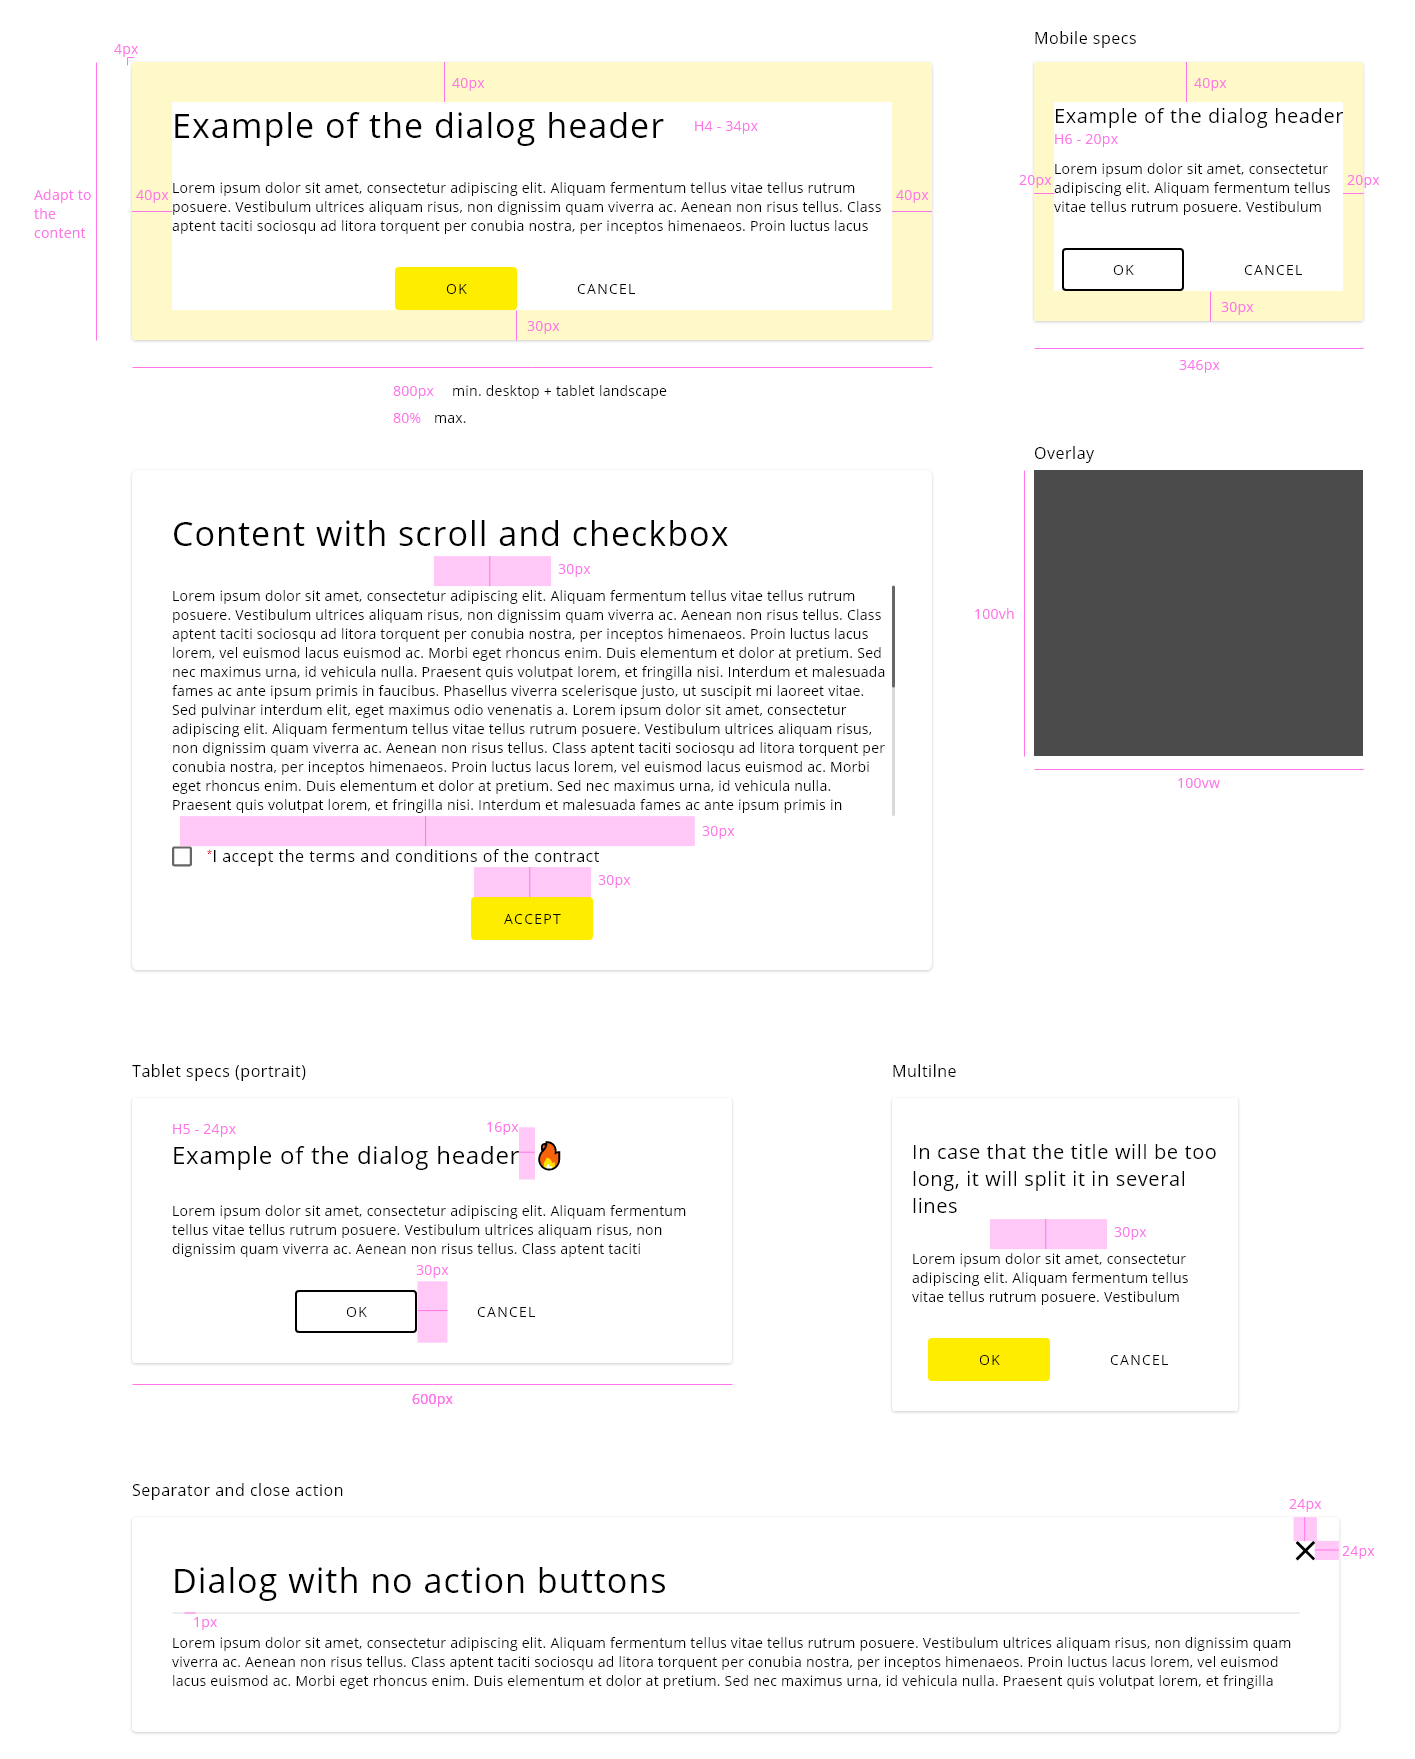 4px
40px
Example of the dialog header
H4 - 34px
Adapt to
the
content
40px
40px
Lorem ipsum dolor sit amet, consectetur adipiscing elit. Aliquam fermentum tellus vitae tellus rutrum
posuere. Vestibulum ultrices aliquam risus, non dignissim quam viverra ac. Aenean non risus tellus. Class
aptent taciti sociosqu ad litora torquent per conubia nostra, per inceptos himenaeos. Proin luctus lacus
OK
CANCEL
30px
800px min. desktop + tablet landscape
80% max.
Mobile specs
40px
Example of the dialog header
H6 - 20px
20px
20px
Lorem ipsum dolor sit amet, consectetur
adipiscing elit. Aliquam fermentum tellus
vitae tellus rutrum posuere. Vestibulum
OK
CANCEL
30px
346px
Content with scroll and checkbox
30px
Lorem ipsum dolor sit amet, consectetur adipiscing elit. Aliquam fermentum tellus vitae tellus rutrum
posuere. Vestibulum ultrices aliquam risus, non dignissim quam viverra ac. Aenean non risus tellus. Class
aptent taciti sociosqu ad litora torquent per conubia nostra, per inceptos himenaeos. Proin luctus lacus
lorem, vel euismod lacus euismod ac. Morbi eget rhoncus enim. Duis elementum et dolor at pretium. Sed
nec maximus urna, id vehicula nulla. Praesent quis volutpat lorem, et fringilla nisi. Interdum et malesuada
fames ac ante ipsum primis in faucibus. Phasellus viverra scelerisque justo, ut suscipit mi laoreet vitae.
Sed pulvinar interdum elit, eget maximus odio venenatis a. Lorem ipsum dolor sit amet, consectetur
adipiscing elit. Aliquam fermentum tellus vitae tellus rutrum posuere. Vestibulum ultrices aliquam risus,
non dignissim quam viverra ac. Aenean non risus tellus. Class aptent taciti sociosqu ad litora torquent per
conubia nostra, per inceptos himenaeos. Proin luctus lacus lorem, vel euismod lacus euismod ac. Morbi
eget rhoncus enim. Duis elementum et dolor at pretium. Sed nec maximus urna, id vehicula nulla.
Praesent quis volutpat lorem, et fringilla nisi. Interdum et malesuada fames ac ante ipsum primis in
30px
*I accept the terms and conditions of the contract
30px
ACCEPT
Overlay
100vh
100vw
Tablet specs (portrait)
H5 - 24px
16px
Example of the dialog header
Lorem ipsum dolor sit amet, consectetur adipiscing elit. Aliquam fermentum
tellus vitae tellus rutrum posuere. Vestibulum ultrices aliquam risus, non
dignissim quam viverra ac. Aenean non risus tellus. Class aptent taciti
30px
OK
CANCEL
600px
Multilne
In case that the title will be too
long, it will split it in several
lines
30px
Lorem ipsum dolor sit amet, consectetur
adipiscing elit. Aliquam fermentum tellus
vitae tellus rutrum posuere. Vestibulum
OK
CANCEL
Separator and close action
24px
24px
Dialog with no action buttons
1px
Lorem ipsum dolor sit amet, consectetur adipiscing elit. Aliquam fermentum tellus vitae tellus rutrum posuere. Vestibulum ultrices aliquam risus, non dignissim quam
viverra ac. Aenean non risus tellus. Class aptent taciti sociosqu ad litora torquent per conubia nostra, per inceptos himenaeos. Proin luctus lacus lorem, vel euismod
lacus euismod ac. Morbi eget rhoncus enim. Duis elementum et dolor at pretium. Sed nec maximus urna, id vehicula nulla. Praesent quis volutpat lorem, et fringilla